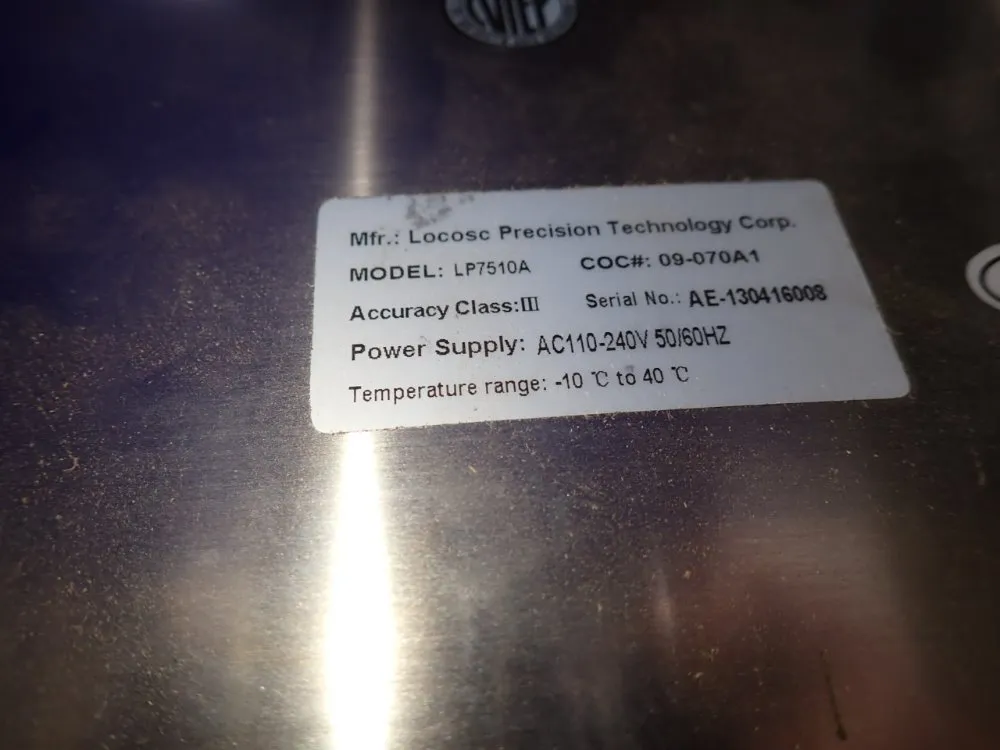 Mfr.: Locosc Precision Technology Corp.
MODEL: LP7510A COC#: 09-070A1
Accuracy Class:III Serial No.: AE-130416008
Power Supply: AC110-240V 50/60HZ
Temperature range: -10 ℃ to 40 ℃